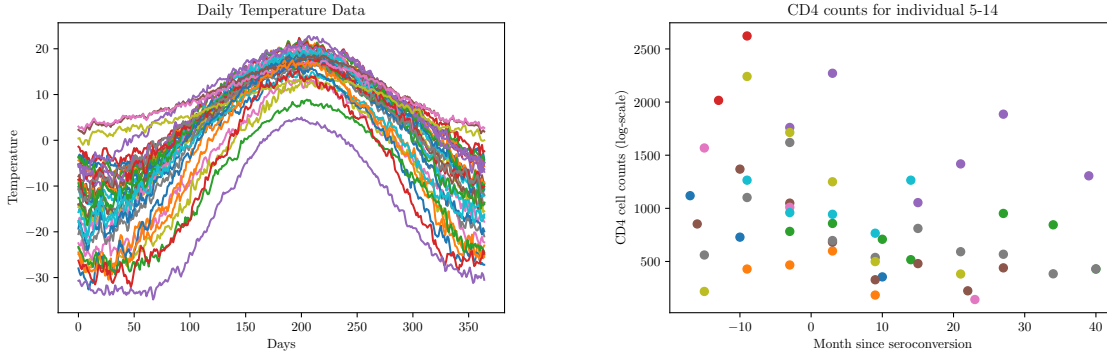 Daily Temperature Data
20
10
0
−10
−20
−30
Temperature
0 50 100 150 200 250 300 350
Days
CD4 counts for individual 5-14
2500
2000
1500
1000
500
CD4 cell counts (log-scale)
−10 0 10 20 30 40
Month since seroconversion